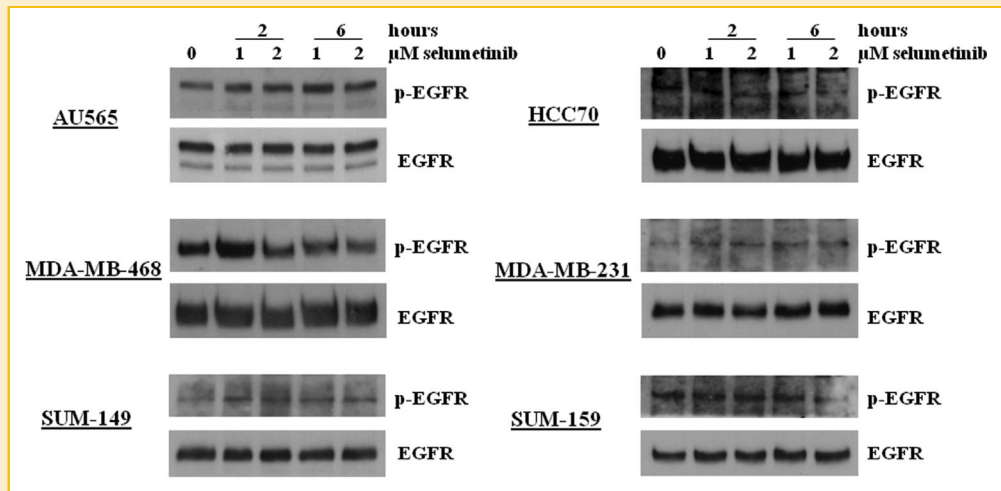 2 6 hours
0 1 2 1 2 μM selumetinib
AU565
p-EGFR
EGFR
MDA-MB-468
p-EGFR
EGFR
SUM-149
p-EGFR
EGFR
2 6 hours
0 1 2 1 2 μM selumetinib
HCC70
p-EGFR
EGFR
MDA-MB-231
p-EGFR
EGFR
SUM-159
p-EGFR
EGFR